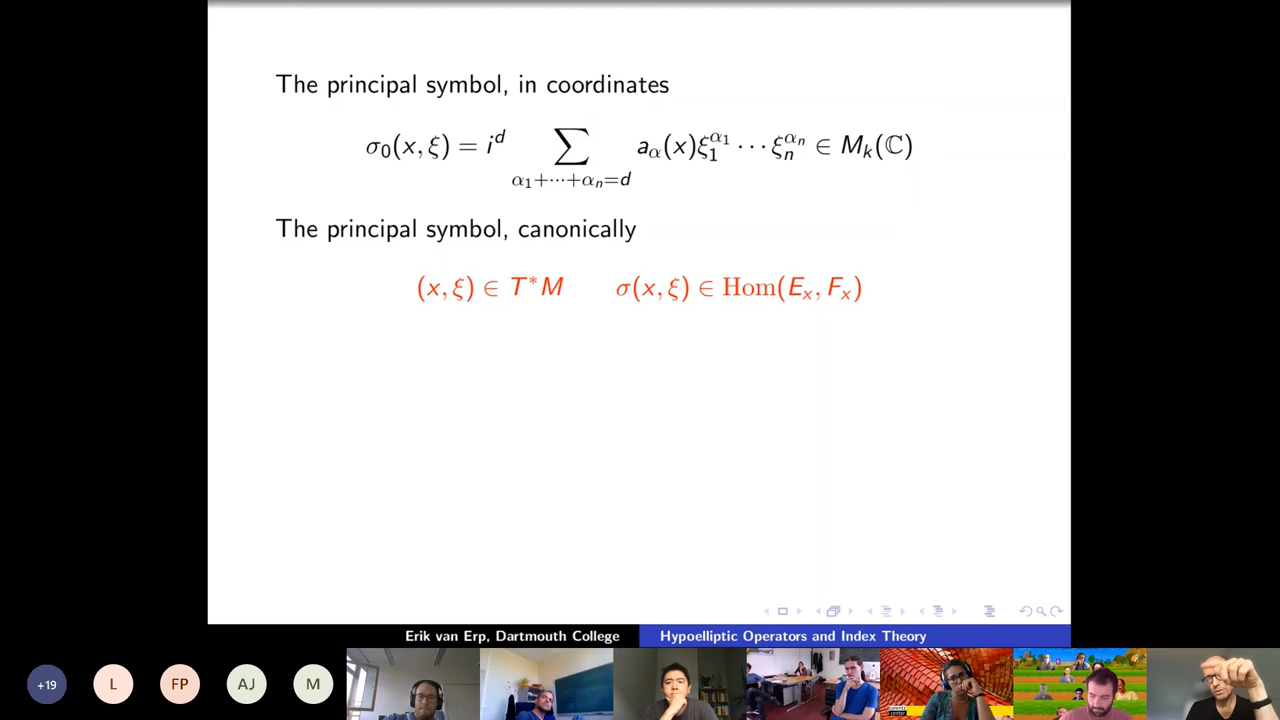 The principal symbol, in coordinates
σ₀(x, ξ) = i^d ∑_{α₁+⋯+αₙ=d} a_α(x)ξ₁^{α₁} ⋯ ξₙ^{αₙ} ∈ M_k(ℂ)
The principal symbol, canonically
(x, ξ) ∈ T*M σ(x, ξ) ∈ Hom(E_x, F_x)
Erik van Erp, Dartmouth College Hypoelliptic Operators and Index Theory
+19 L FP AJ M